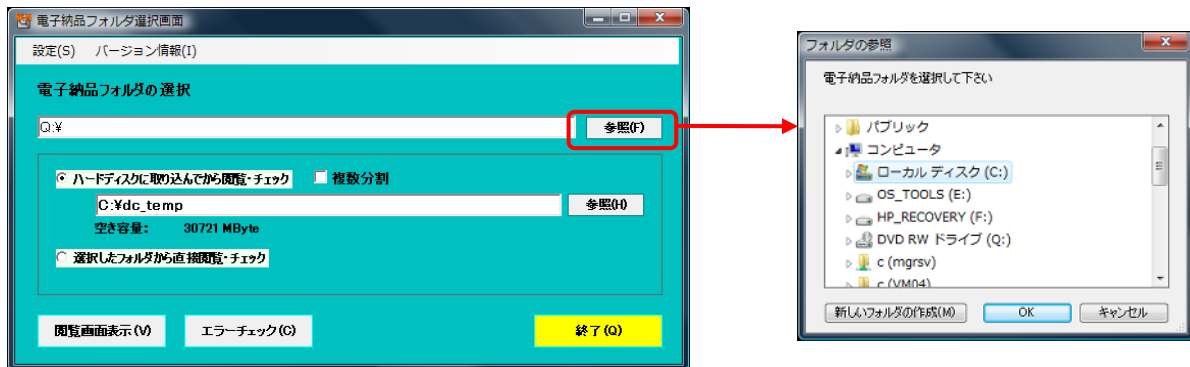 電子納品フォルダ選択画面
設定(S) バージョン情報(I)
電子納品フォルダの選択
Q:¥
参照(F)
ハードディスクに取り込んでから閲覧・チェック
複数分割
C:¥dc_temp
参照(H)
空き容量: 30721 MByte
選択したフォルダから直接閲覧・チェック
閲覧画面表示(V)
エラーチェック(C)
終了(Q)
フォルダの参照
電子納品フォルダを選択して下さい
パブリック
コンピュータ
ローカル ディスク (C:)
OS_TOOLS (E:)
HP_RECOVERY (F:)
DVD RW ドライブ (Q:)
c (mgrsv)
c (VM04)
新しいフォルダの作成(M)
OK
キャンセル